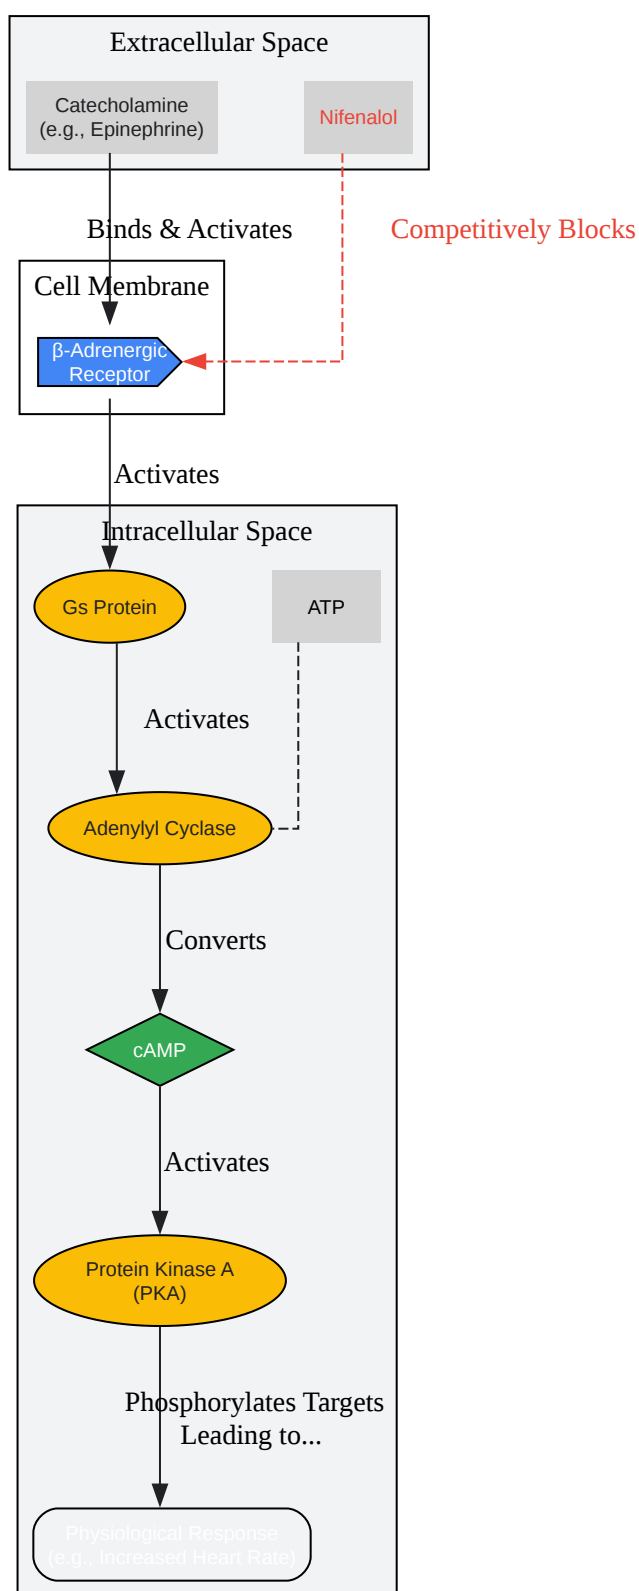 Extracellular Space
Catecholamine
(e.g., Epinephrine)
Nifenalol
Binds & Activates
Competitively Blocks
Cell Membrane
β-Adrenergic
Receptor
Activates
Intracellular Space
Gs Protein
ATP
Activates
Adenylyl Cyclase
Converts
cAMP
Activates
Protein Kinase A
(PKA)
Phosphorylates Targets
Leading to...
Physiological Response
(e.g., Increased Heart Rate)